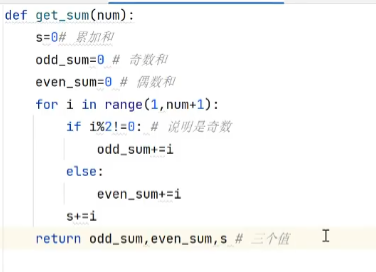 def get_sum(num):
    s=0# 累加和
    odd_sum=0 # 奇数和
    even_sum=0 # 偶数和
    for i in range(1,num+1):
        if i%2!=0: # 说明是奇数
            odd_sum+=i
        else:
            even_sum+=i
        s+=i
    return odd_sum,even_sum,s # 三个值